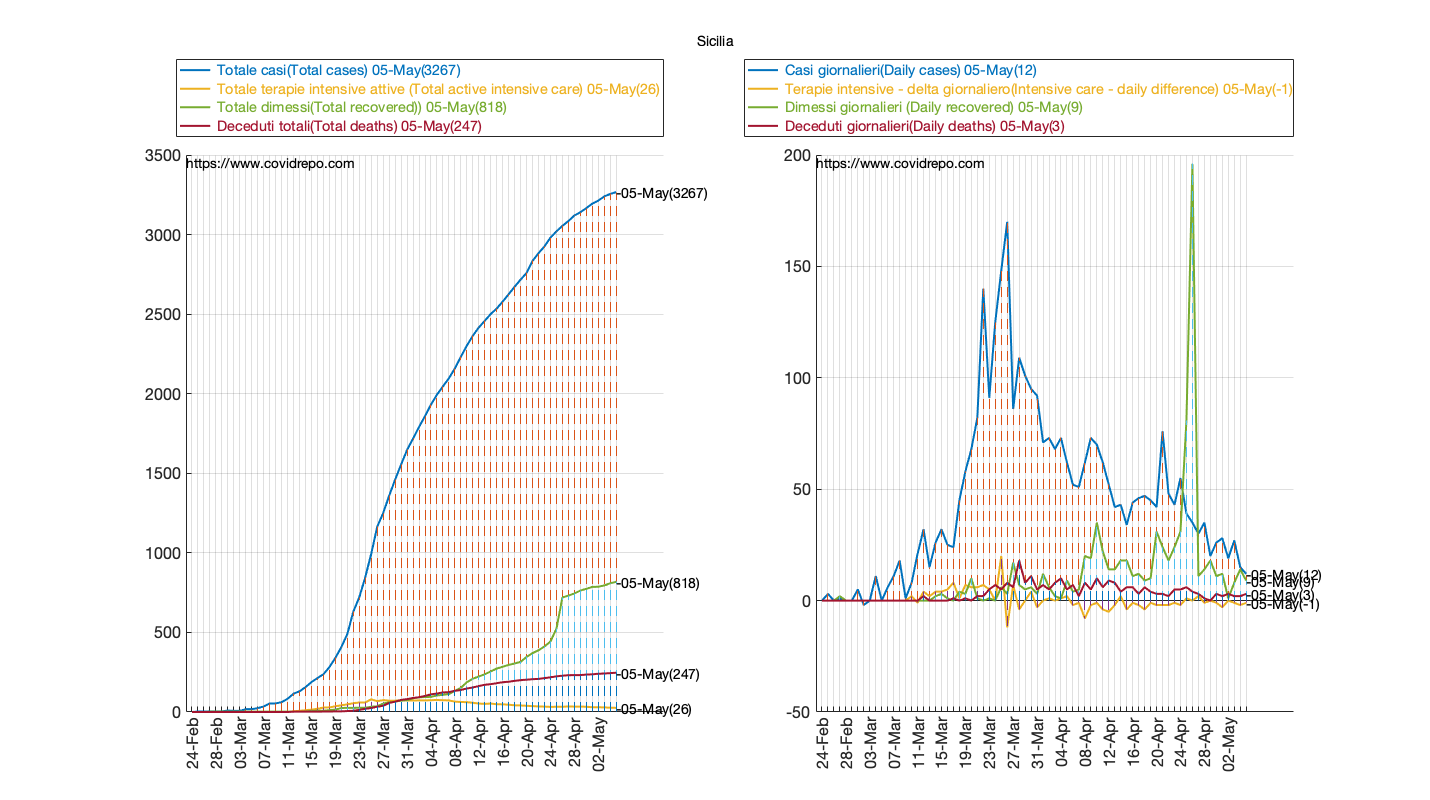 Sicilia
Totale casi(Total cases) 05-May(3267)
Totale terapie intensive attive (Total active intensive care) 05-May(26)
Totale dimessi(Total recovered)) 05-May(818)
Deceduti totali(Total deaths) 05-May(247)
https://www.covidrepo.com
3500
3000
2500
2000
1500
1000
500
0
05-May(3267)
05-May(818)
05-May(247)
05-May(26)
24-Feb
28-Feb
03-Mar
07-Mar
11-Mar
15-Mar
19-Mar
23-Mar
27-Mar
31-Mar
04-Apr
08-Apr
12-Apr
16-Apr
20-Apr
24-Apr
28-Apr
02-May
Casi giornalieri(Daily cases) 05-May(12)
Terapie intensive - delta giornaliero(Intensive care - daily difference) 05-May(-1)
Dimessi giornalieri (Daily recovered) 05-May(9)
Deceduti giornalieri(Daily deaths) 05-May(3)
https://www.covidrepo.com
200
150
100
50
0
-50
05-May(12)
05-May(9)
05-May(3)
05-May(-1)
24-Feb
28-Feb
03-Mar
07-Mar
11-Mar
15-Mar
19-Mar
23-Mar
27-Mar
31-Mar
04-Apr
08-Apr
12-Apr
16-Apr
20-Apr
24-Apr
28-Apr
02-May